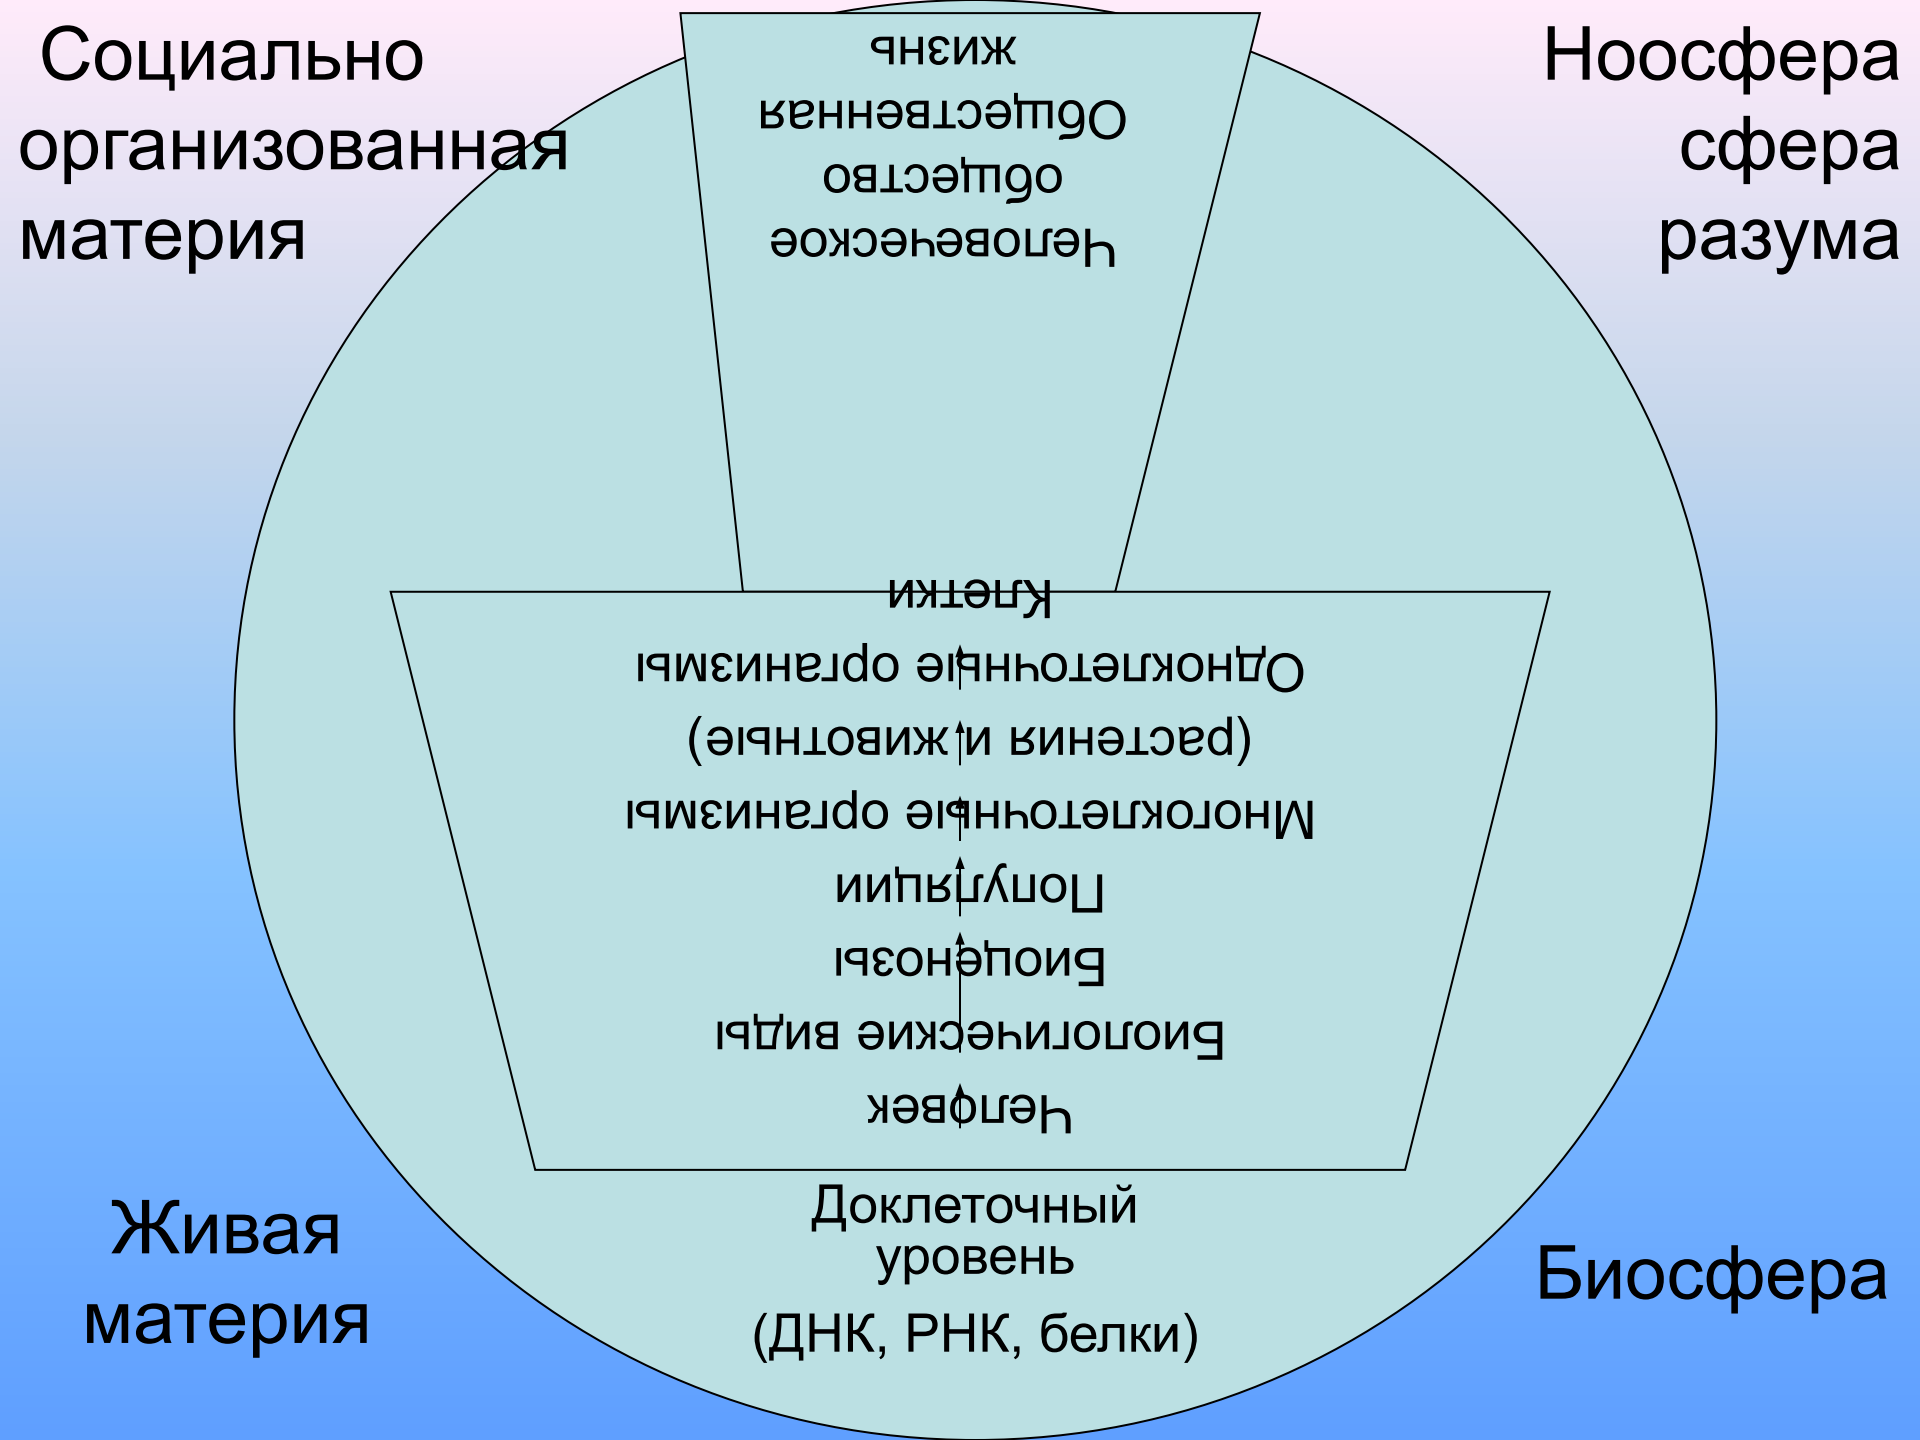 Социально
организованная
материя
Ноосфера
сфера
разума
Человеческое
общество
Общественная
жизнь
Человек
Биологические виды
Биоценозы
Популяции
Многоклеточные организмы
(растения и животные)
Одноклеточные организмы
Клетки
Доклеточный
уровень
(ДНК, РНК, белки)
Живая
материя
Биосфера